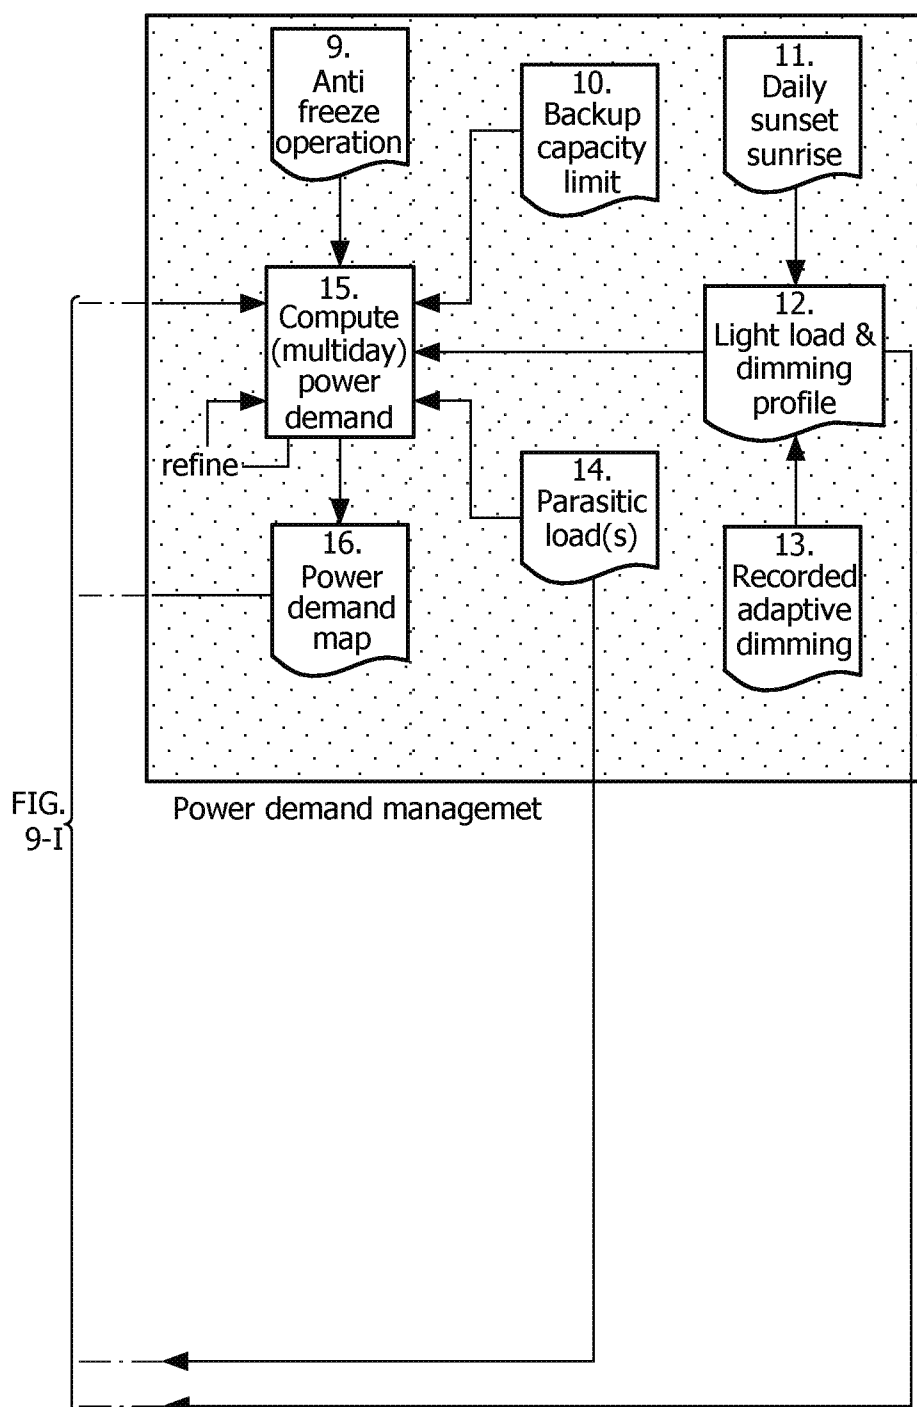 9.
Anti
freeze
operation
10.
Backup
capacity
limit
11.
Daily
sunset
sunrise
15.
Compute
(multiday)
power
demand
12.
Light load &
dimming
profile
refine
14.
Parasitic
load(s)
16.
Power
demand
map
13.
Recorded
adaptive
dimming
Power demand managemet
FIG.
9-I